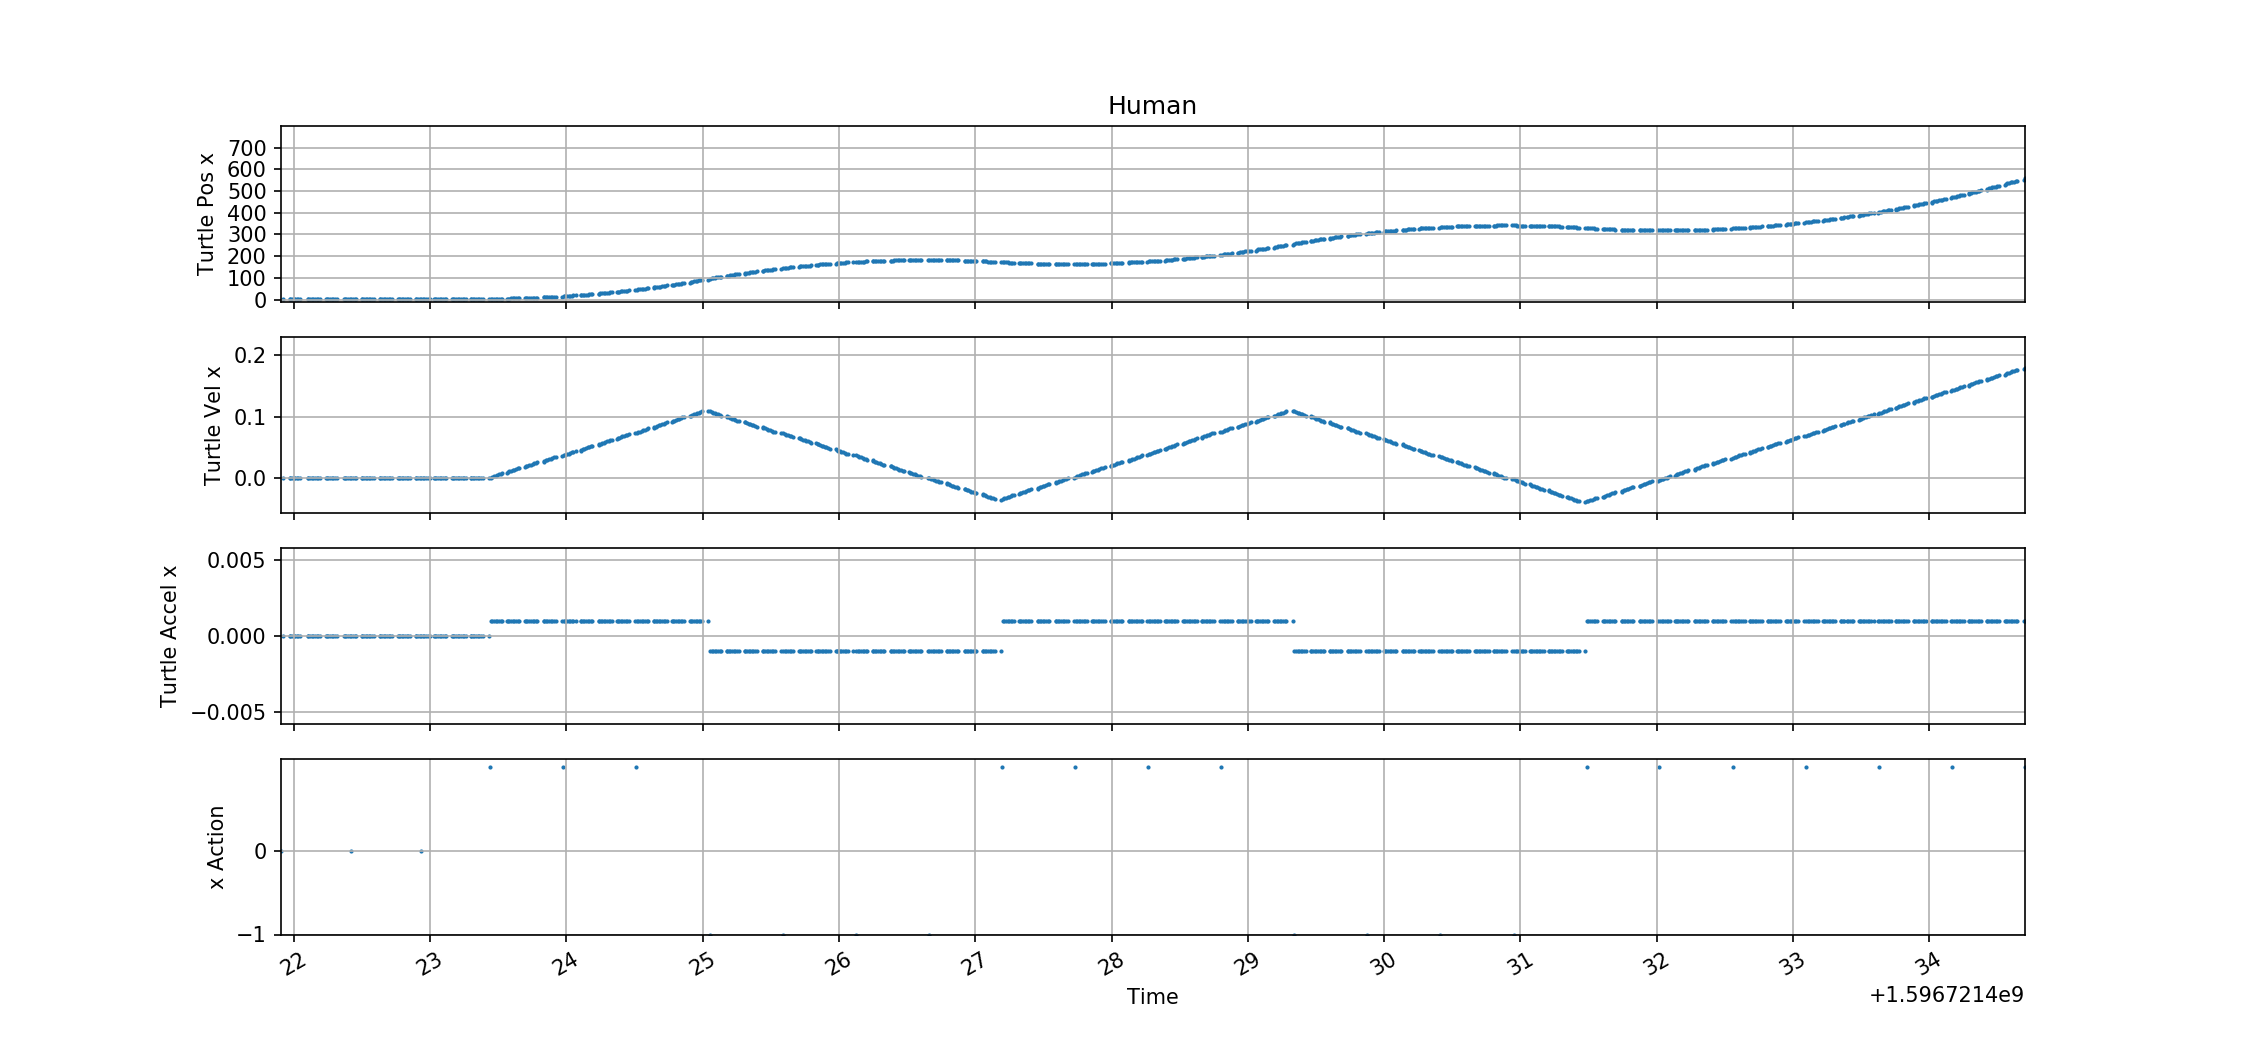 Human
Turtle Pos x
700
600
500
400
300
200
100
0
Turtle Vel x
0.2
0.1
0.0
Turtle Accel x
0.005
0.000
−0.005
x Action
0
−1
22 23 24 25 26 27 28 29 30 31 32 33 34
Time
+1.5967214e9